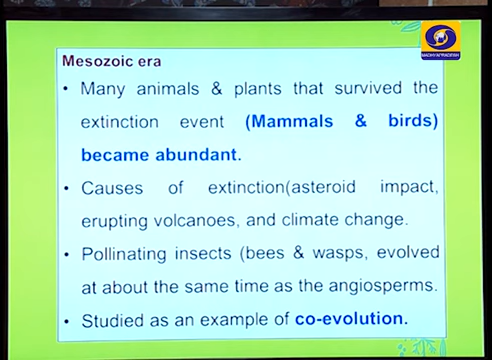 MADHYA PRADESH
Mesozoic era
• Many animals & plants that survived the
extinction event (Mammals & birds)
became abundant.
• Causes of extinction(asteroid impact,
erupting volcanoes, and climate change.
• Pollinating insects (bees & wasps, evolved
at about the same time as the angiosperms.
• Studied as an example of co-evolution.